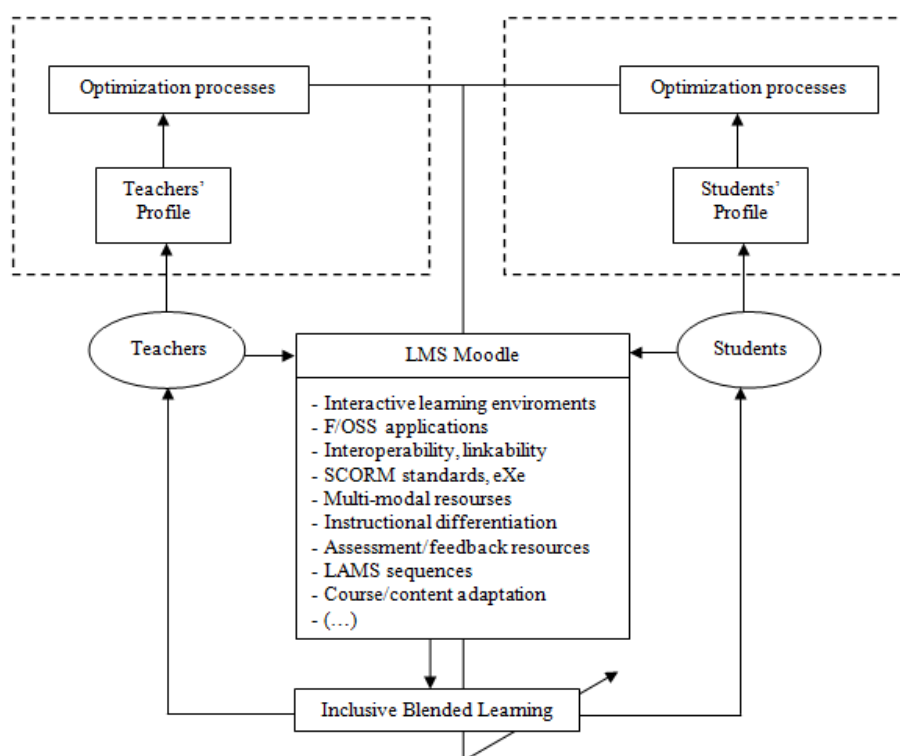 Optimization processes
Optimization processes
Teachers’
Profile
Students’
Profile
Teachers
LMS Moodle
Students
- Interactive learning enviroments
- F/OSS applications
- Interoperability, linkability
- SCORM standards, eXe
- Multi-modal resourses
- Instructional differentiation
- Assessment/feedback resources
- LAMS sequences
- Course/content adaptation
- (…)
Inclusive Blended Learning